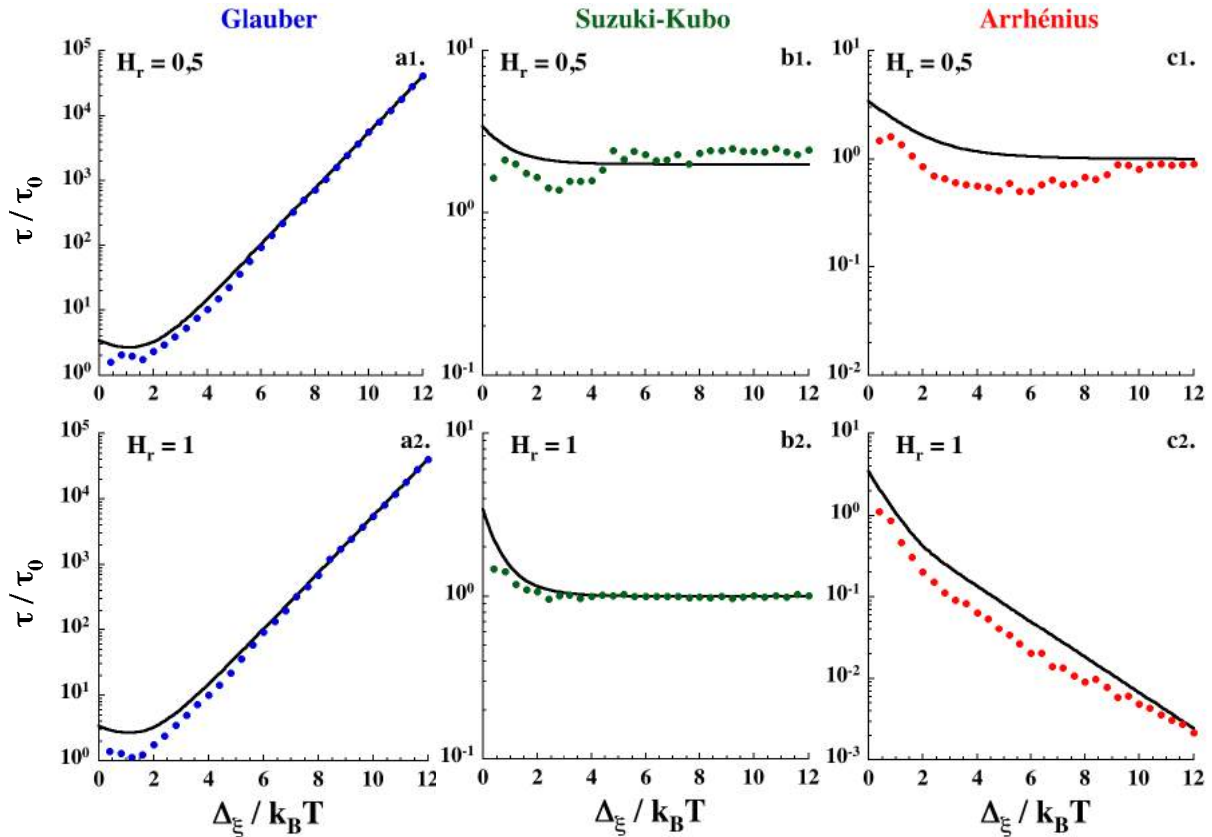 Glauber Suzuki-Kubo Arrhénius
10^5 10^1 10^1
H_r = 0,5 a1. H_r = 0,5 b1. H_r = 0,5 c1.
10^4
10^3 10^0
10^2 10^0
10^1 10^-1
10^0 10^-1 10^-2
0 2 4 6 8 10 12 0 2 4 6 8 10 12 0 2 4 6 8 10 12
τ / τ_0
10^5 10^1 10^1
H_r = 1 a2. H_r = 1 b2. H_r = 1 c2.
10^4
10^0
10^3
10^2 10^0 10^-1
10^1 10^-2
10^0 10^-1 10^-3
0 2 4 6 8 10 12 0 2 4 6 8 10 12 0 2 4 6 8 10 12
τ / τ_0
Δ_ξ / k_BT Δ_ξ / k_BT Δ_ξ / k_BT